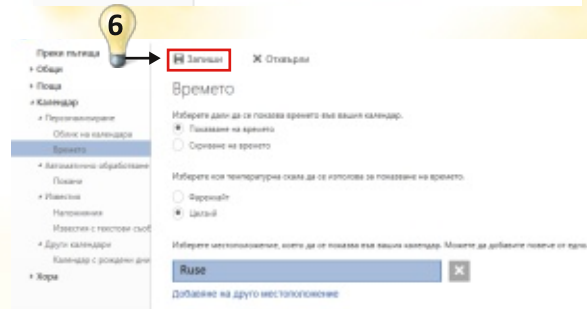 6
Преки пътища
Общи
Поща
Календар
Персонализиране
Облик на календара
Времето
Автоматично обработване
Покани
Известия
Напомняния
Известия с текстови съоб
Други календари
Календар с рождени дни
Хора
Запиши
Отхвърли
Времето
Изберете дали да се показва времето във вашия календар.
Показване на времето
Скриване на времето
Изберете коя температурна скала да се използва за показване на времето.
Фаренхайт
Целзий
Изберете местоположение, което да се показва във вашия календар. Можете да добавите повече от едно.
Ruse
Добавяне на друго местоположение